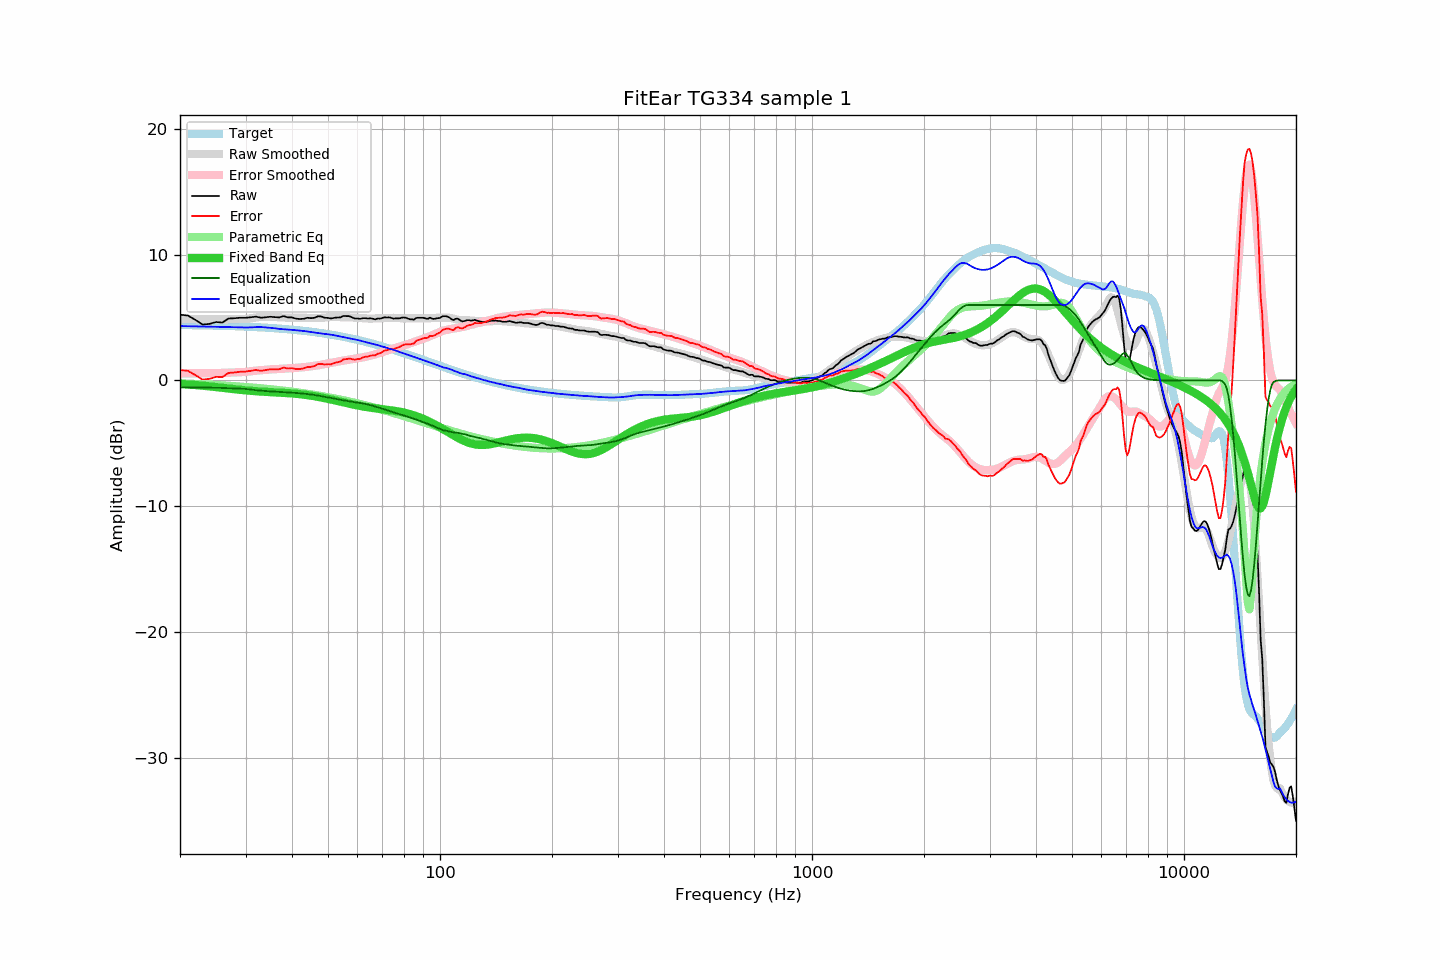 FitEar TG334 sample 1
Target
Raw Smoothed
Error Smoothed
Raw
Error
Parametric Eq
Fixed Band Eq
Equalization
Equalized smoothed
20
10
0
−10
−20
−30
Amplitude (dBr)
100
1000
10000
Frequency (Hz)